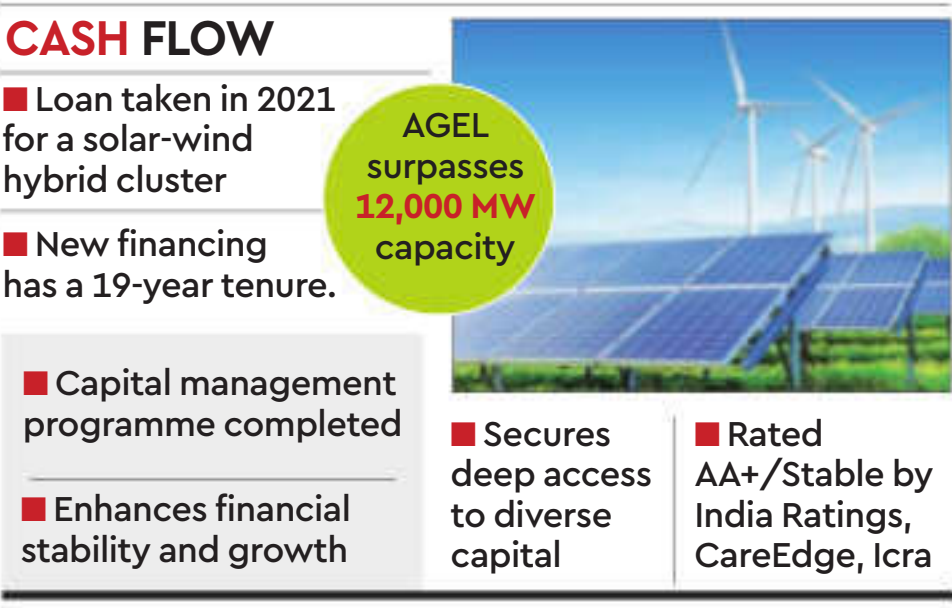 CASH FLOW
■ Loan taken in 2021
for a solar-wind
hybrid cluster
■ New financing
has a 19-year tenure.
AGEL
surpasses
12,000 MW
capacity
■ Capital management
programme completed
■ Enhances financial
stability and growth
■ Secures
deep access
to diverse
capital
■ Rated
AA+/Stable by
India Ratings,
CareEdge, Icra